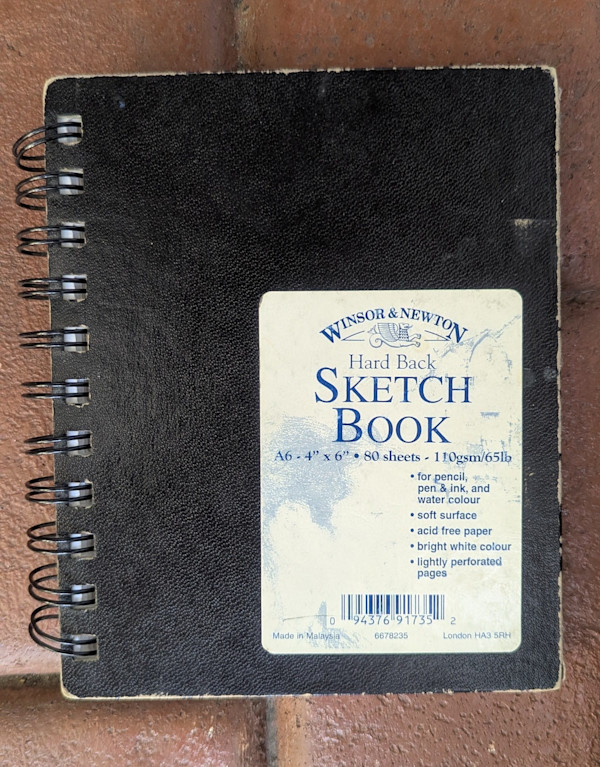 WINSOR & NEWTON
Hard Back
SKETCH
BOOK
A6 - 4” x 6” • 80 sheets - 110gsm/65lb
• for pencil,
pen & ink, and
water colour
• soft surface
• acid free paper
• bright white colour
• lightly perforated
pages
0 94376 91735 2
Made in Malaysia 6678235 London HA3 5RH